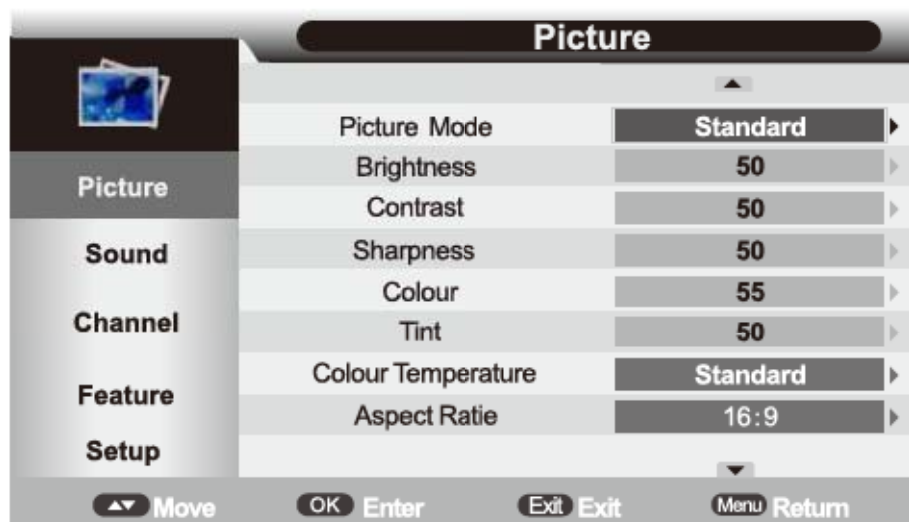 Picture
Picture
Sound
Channel
Feature
Setup
Picture Mode Standard
Brightness 50
Contrast 50
Sharpness 50
Colour 55
Tint 50
Colour Temperature Standard
Aspect Ratie 16:9
Move OK Enter Exit Exit Menu Return